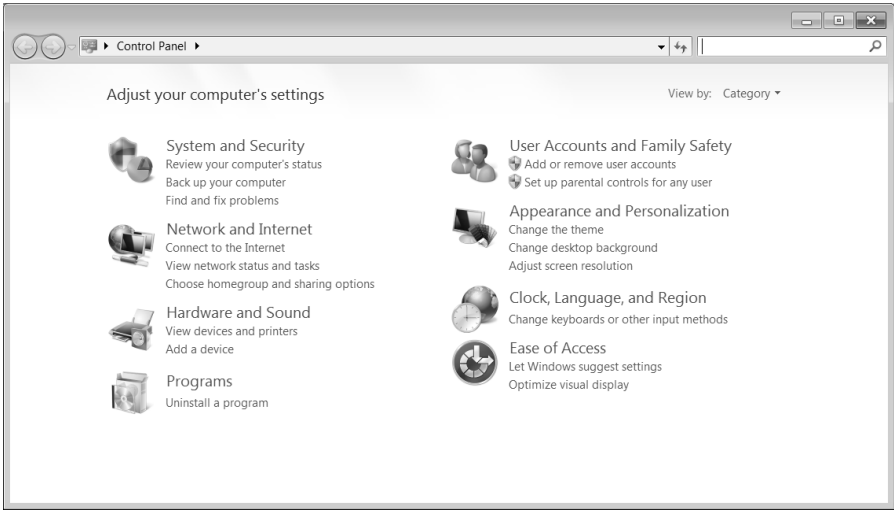 Control Panel
Adjust your computer's settings
View by: Category
System and Security
Review your computer's status
Back up your computer
Find and fix problems
Network and Internet
Connect to the Internet
View network status and tasks
Choose homegroup and sharing options
Hardware and Sound
View devices and printers
Add a device
Programs
Uninstall a program
User Accounts and Family Safety
Add or remove user accounts
Set up parental controls for any user
Appearance and Personalization
Change the theme
Change desktop background
Adjust screen resolution
Clock, Language, and Region
Change keyboards or other input methods
Ease of Access
Let Windows suggest settings
Optimize visual display